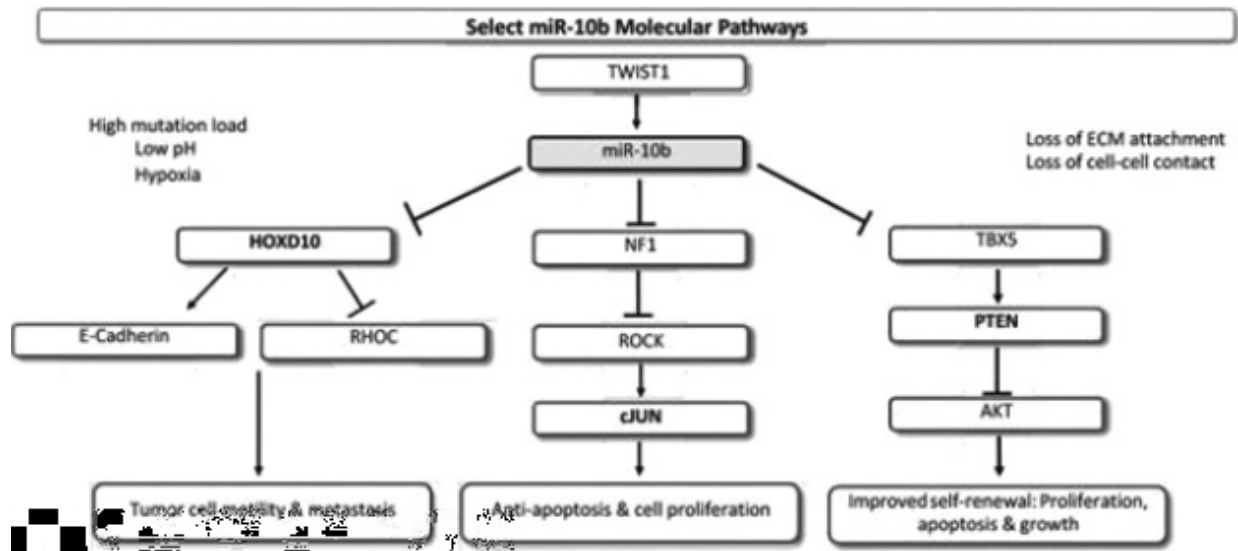 Select miR-10b Molecular Pathways
TWIST1
High mutation load
Low pH
Hypoxia
miR-10b
Loss of ECM attachment
Loss of cell-cell contact
HOXD10
NF1
TBX5
E-Cadherin
RHOC
ROCK
PTEN
cJUN
AKT
Tumor cell motility & metastasis
Anti-apoptosis & cell proliferation
Improved self-renewal: Proliferation,
apoptosis & growth